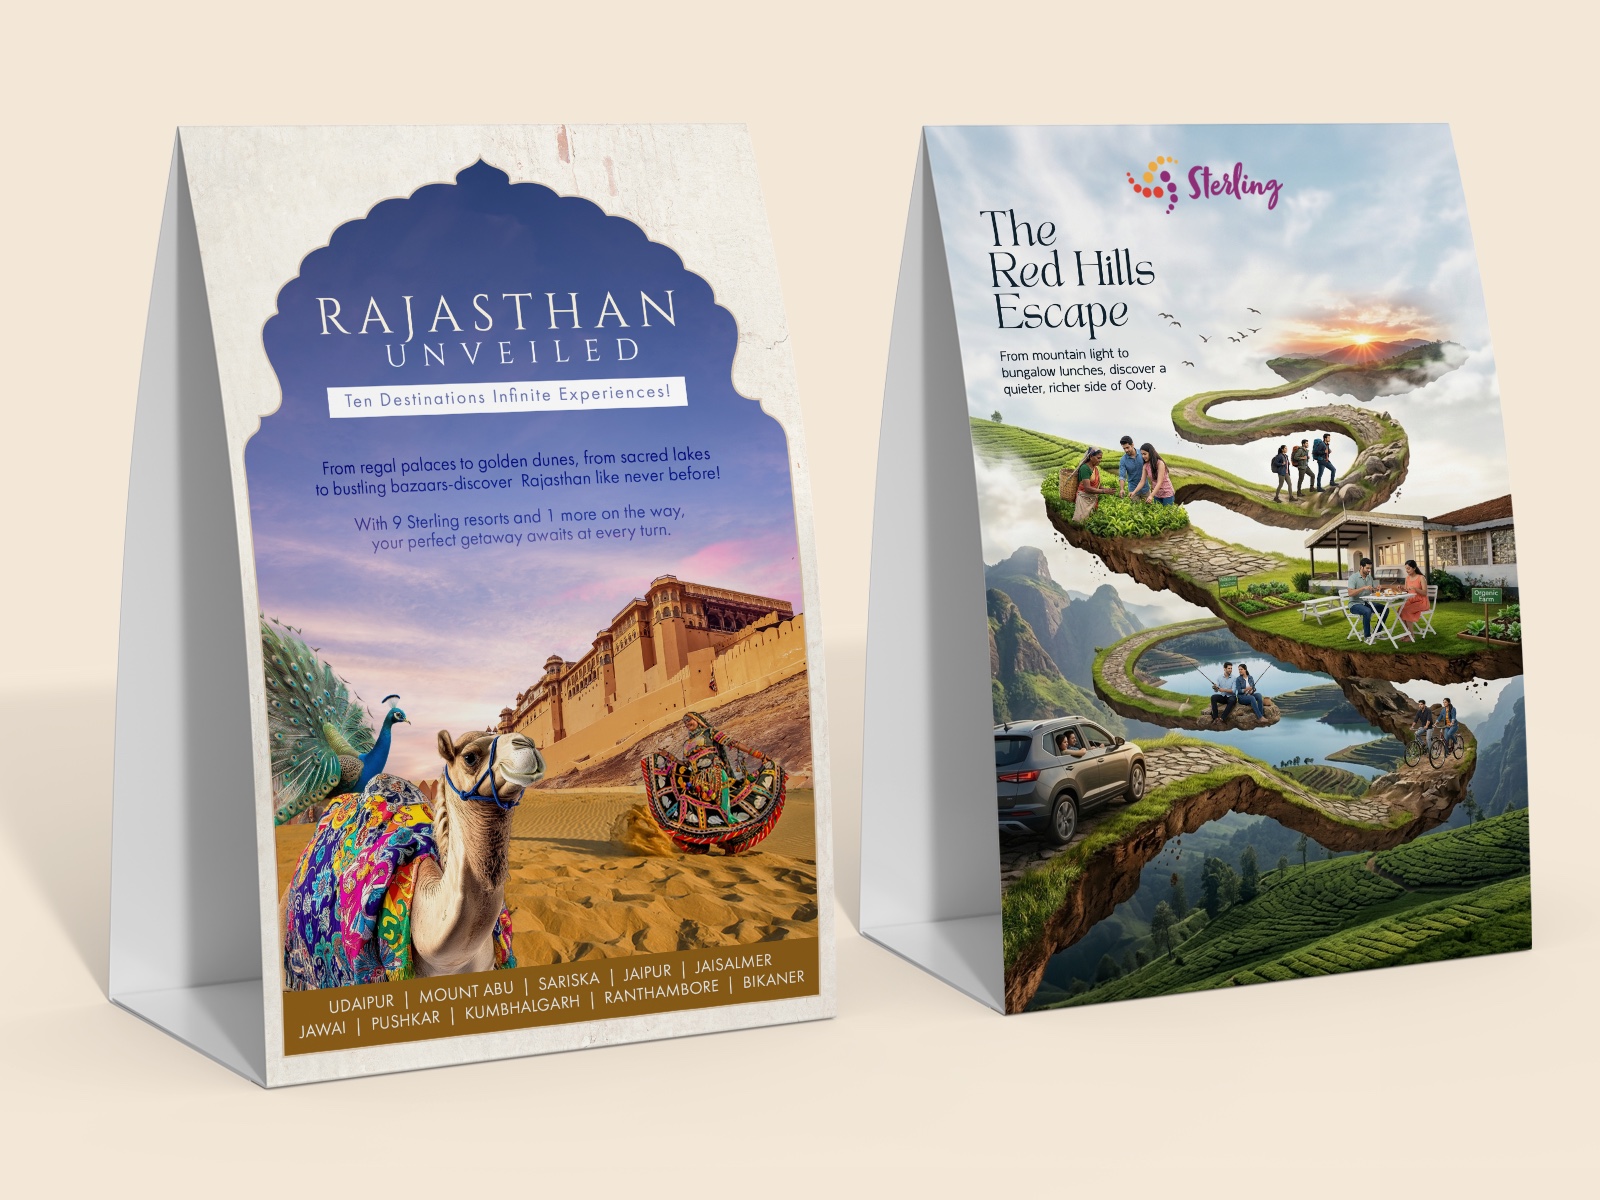 RAJASTHAN
UNVEILED
Ten Destinations Infinite Experiences!
From regal palaces to golden dunes, from sacred lakes
to bustling bazaars-discover Rajasthan like never before!
With 9 Sterling resorts and 1 more on the way,
your perfect getaway awaits at every turn.
UDAIPUR | MOUNT ABU | SARISKA | JAIPUR | JAISALMER
JAWAI | PUSHKAR | KUMBHALGARH | RANTHAMBORE | BIKANER
Sterling
The
Red Hills
Escape
From mountain light to
bungalow lunches, discover a
quieter, richer side of Ooty.
Organic
Farm